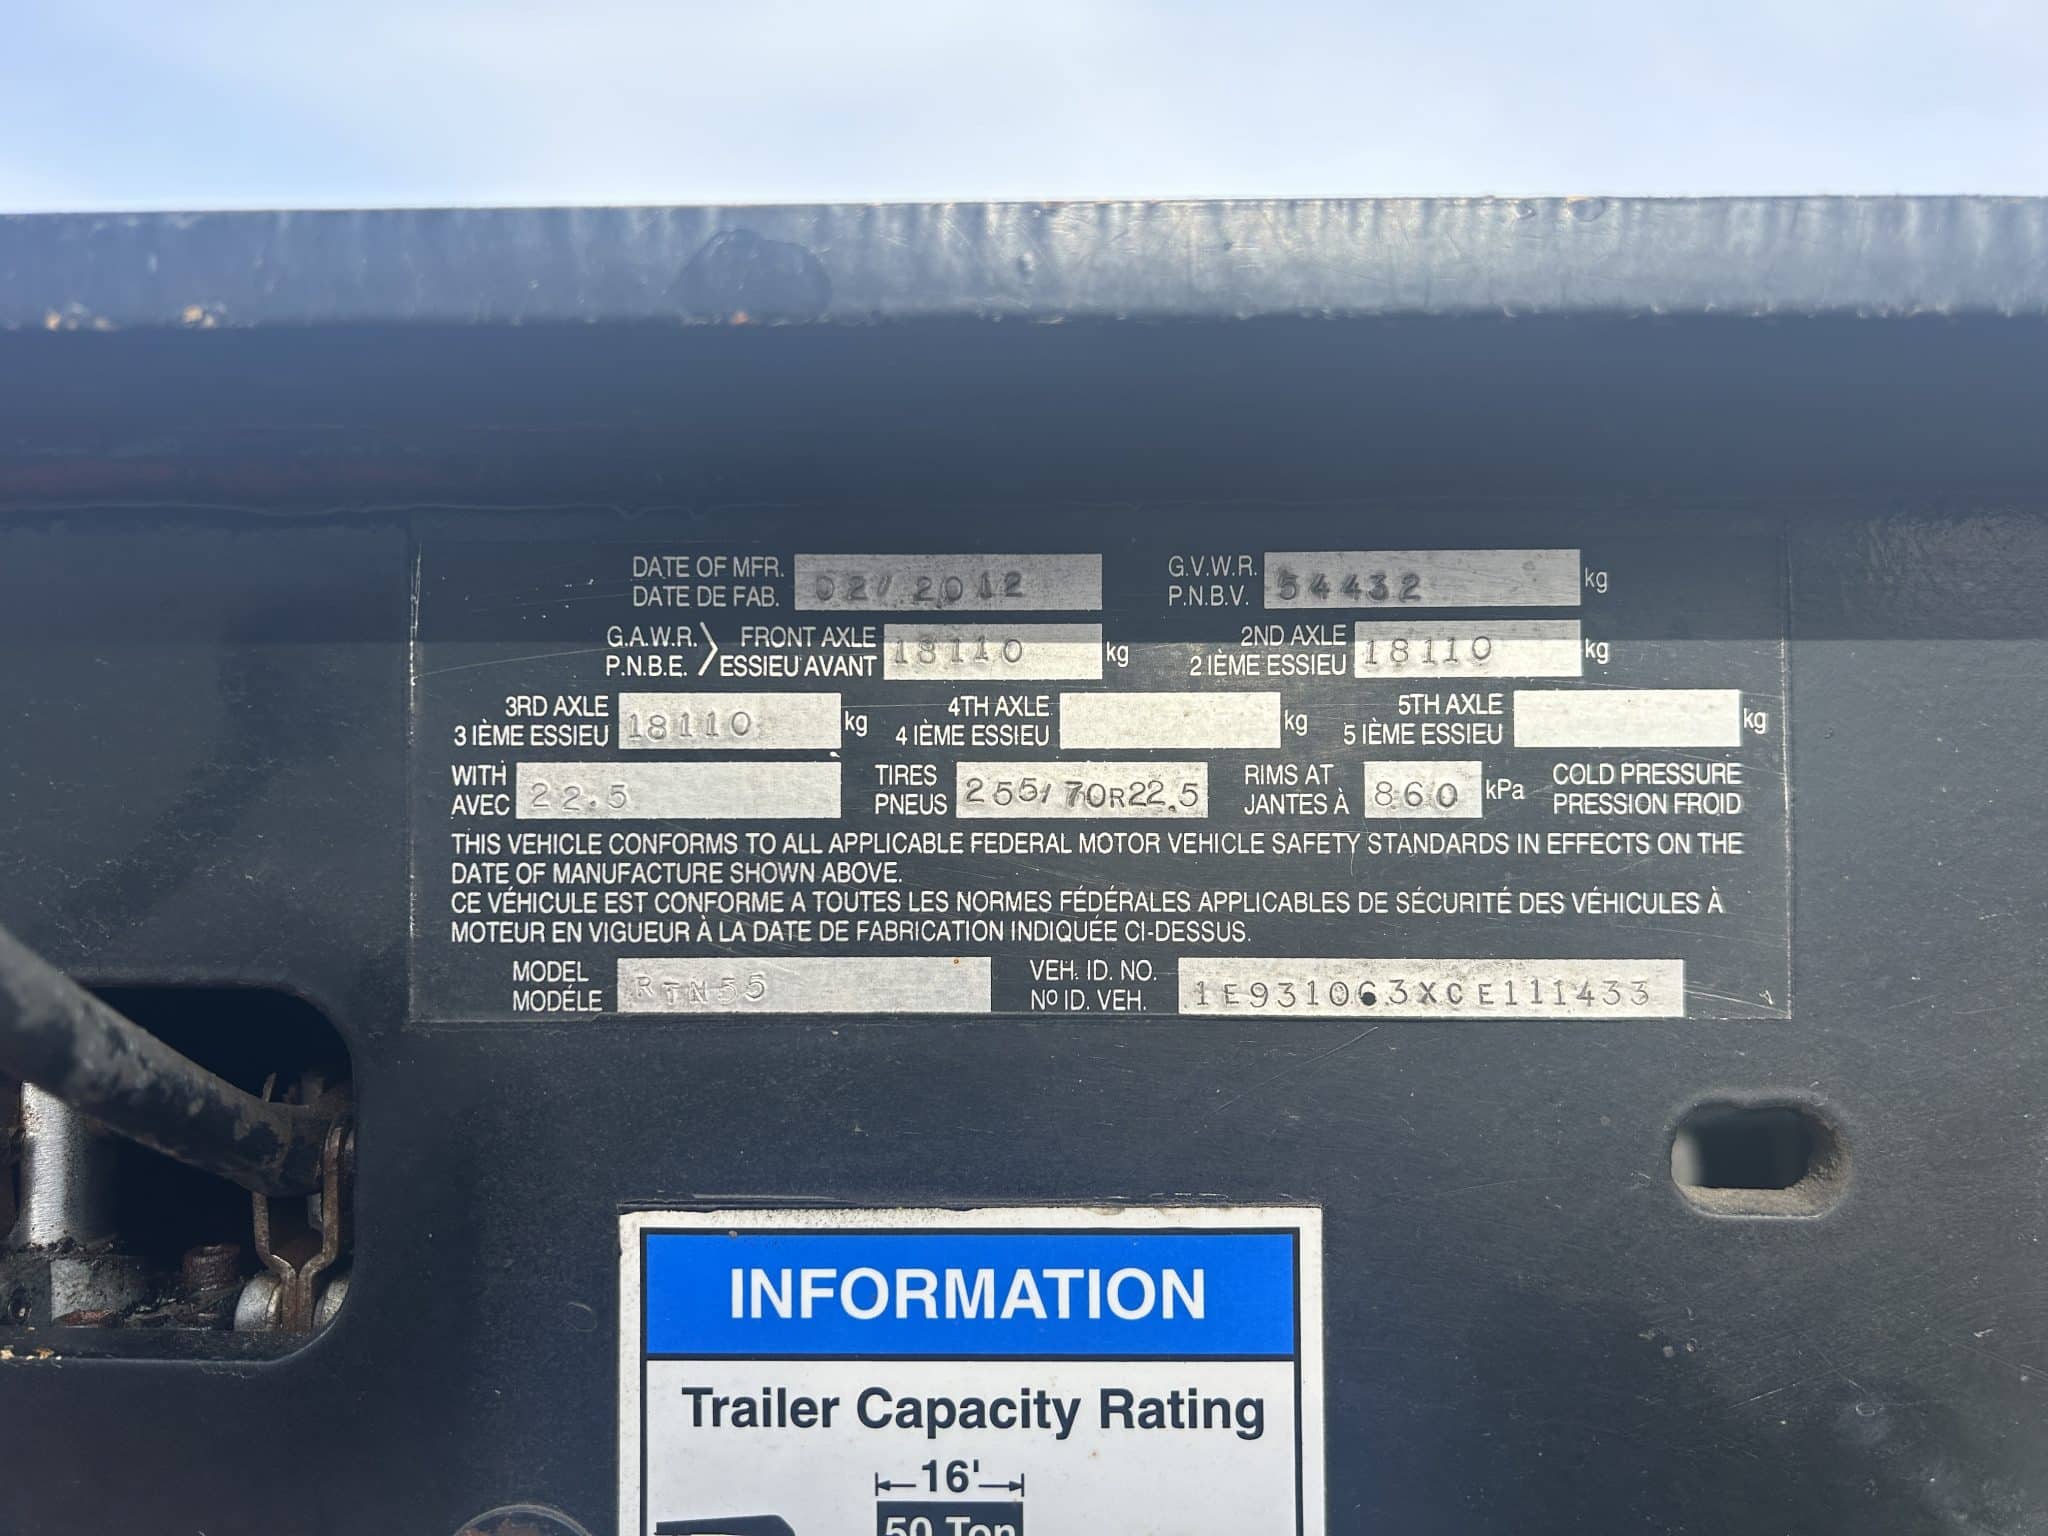 DATE OF MFR. 02/2012 G.V.W.R. 54432 kg
DATE DE FAB. P.N.B.V.
G.A.W.R. FRONT AXLE 18110 kg 2ND AXLE 18110 kg
P.N.B.E. ESSIEU AVANT 2 IÈME ESSIEU
3RD AXLE 18110 kg 4TH AXLE kg 5TH AXLE kg
3 IÈME ESSIEU 4 IÈME ESSIEU 5 IÈME ESSIEU
WITH 22.5 TIRES 255/70R22.5 RIMS AT 860 kPa COLD PRESSURE
AVEC PNEUS JANTES À PRESSION FROID
THIS VEHICLE CONFORMS TO ALL APPLICABLE FEDERAL MOTOR VEHICLE SAFETY STANDARDS IN EFFECTS ON THE
DATE OF MANUFACTURE SHOWN ABOVE.
CE VÉHICULE EST CONFORME A TOUTES LES NORMES FÉDÉRALES APPLICABLES DE SÉCURITÉ DES VÉHICULES À
MOTEUR EN VIGUEUR À LA DATE DE FABRICATION INDIQUÉE CI-DESSUS.
MODEL RTN55 VEH. ID. NO. 1E931063XCE111433
MODÉLE Nº ID. VEH.
INFORMATION
Trailer Capacity Rating
16'
50 Ton